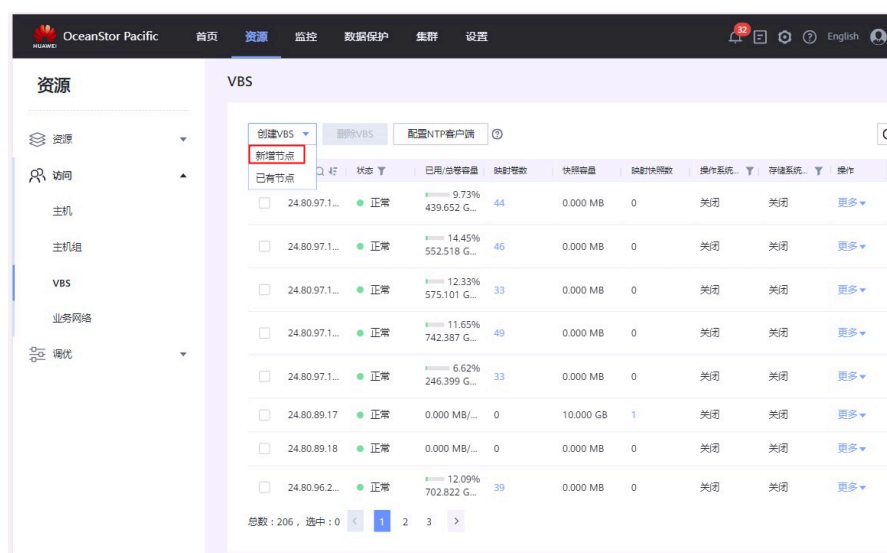 HUAWEI OceanStor Pacific 首页 资源 监控 数据保护 集群 设置 32 English
资源
VBS
资源
访问
主机
主机组
VBS
业务网络
调优
创建VBS 删除VBS 配置NTP客户端
新增节点
已有节点
状态 已用/总卷容量 映射卷数 快照容量 映射快照数 操作系统... 存储系统... 操作
24.80.97.1... 正常 9.73% 439.652 G... 44 0.000 MB 0 关闭 关闭 更多
24.80.97.1... 正常 14.45% 552.518 G... 46 0.000 MB 0 关闭 关闭 更多
24.80.97.1... 正常 12.33% 575.101 G... 33 0.000 MB 0 关闭 关闭 更多
24.80.97.1... 正常 11.65% 742.387 G... 49 0.000 MB 0 关闭 关闭 更多
24.80.97.1... 正常 6.62% 246.399 G... 33 0.000 MB 0 关闭 关闭 更多
24.80.89.17 正常 0.000 MB/... 0 10.000 GB 1 关闭 关闭 更多
24.80.89.18 正常 0.000 MB/... 0 0.000 MB 0 关闭 关闭 更多
24.80.96.2... 正常 12.09% 702.822 G... 39 0.000 MB 0 关闭 关闭 更多
总数：206，选中：0 < 1 2 3 >